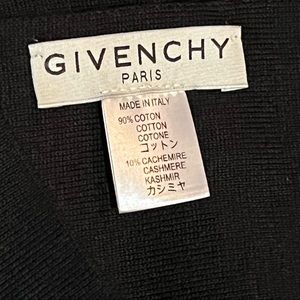 GIVENCHY
PARIS
MADE IN ITALY
90% COTON
COTTON
COTONE
コットン
10% CACHEMIRE
CASHMERE
KASHMIR
カシミヤ